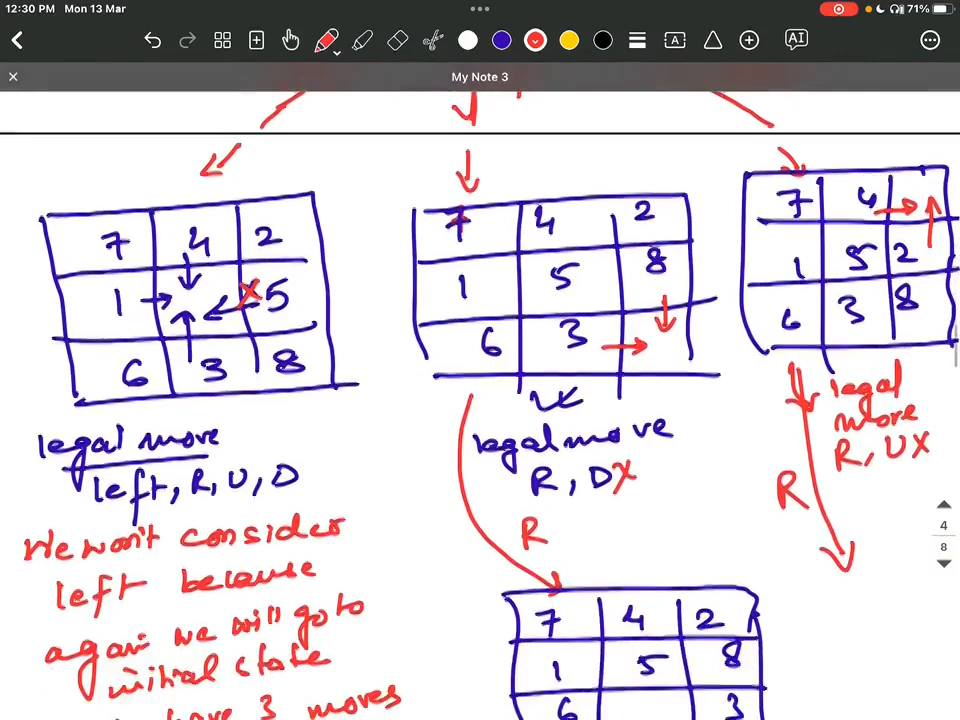 12:30 PM Mon 13 Mar
71%
My Note 3
7 4 2
1 X 5
6 3 8
legal move
left, R, U, D
We won't consider
left because
again we will go to
initial state
have 3 moves
7 4 2
1 5 8
6 3
legal move
R, D X
R
7 4
1 5 2
6 3 8
legal
move
R, U X
R
7 4 2
1 5 8
6 3
4
8